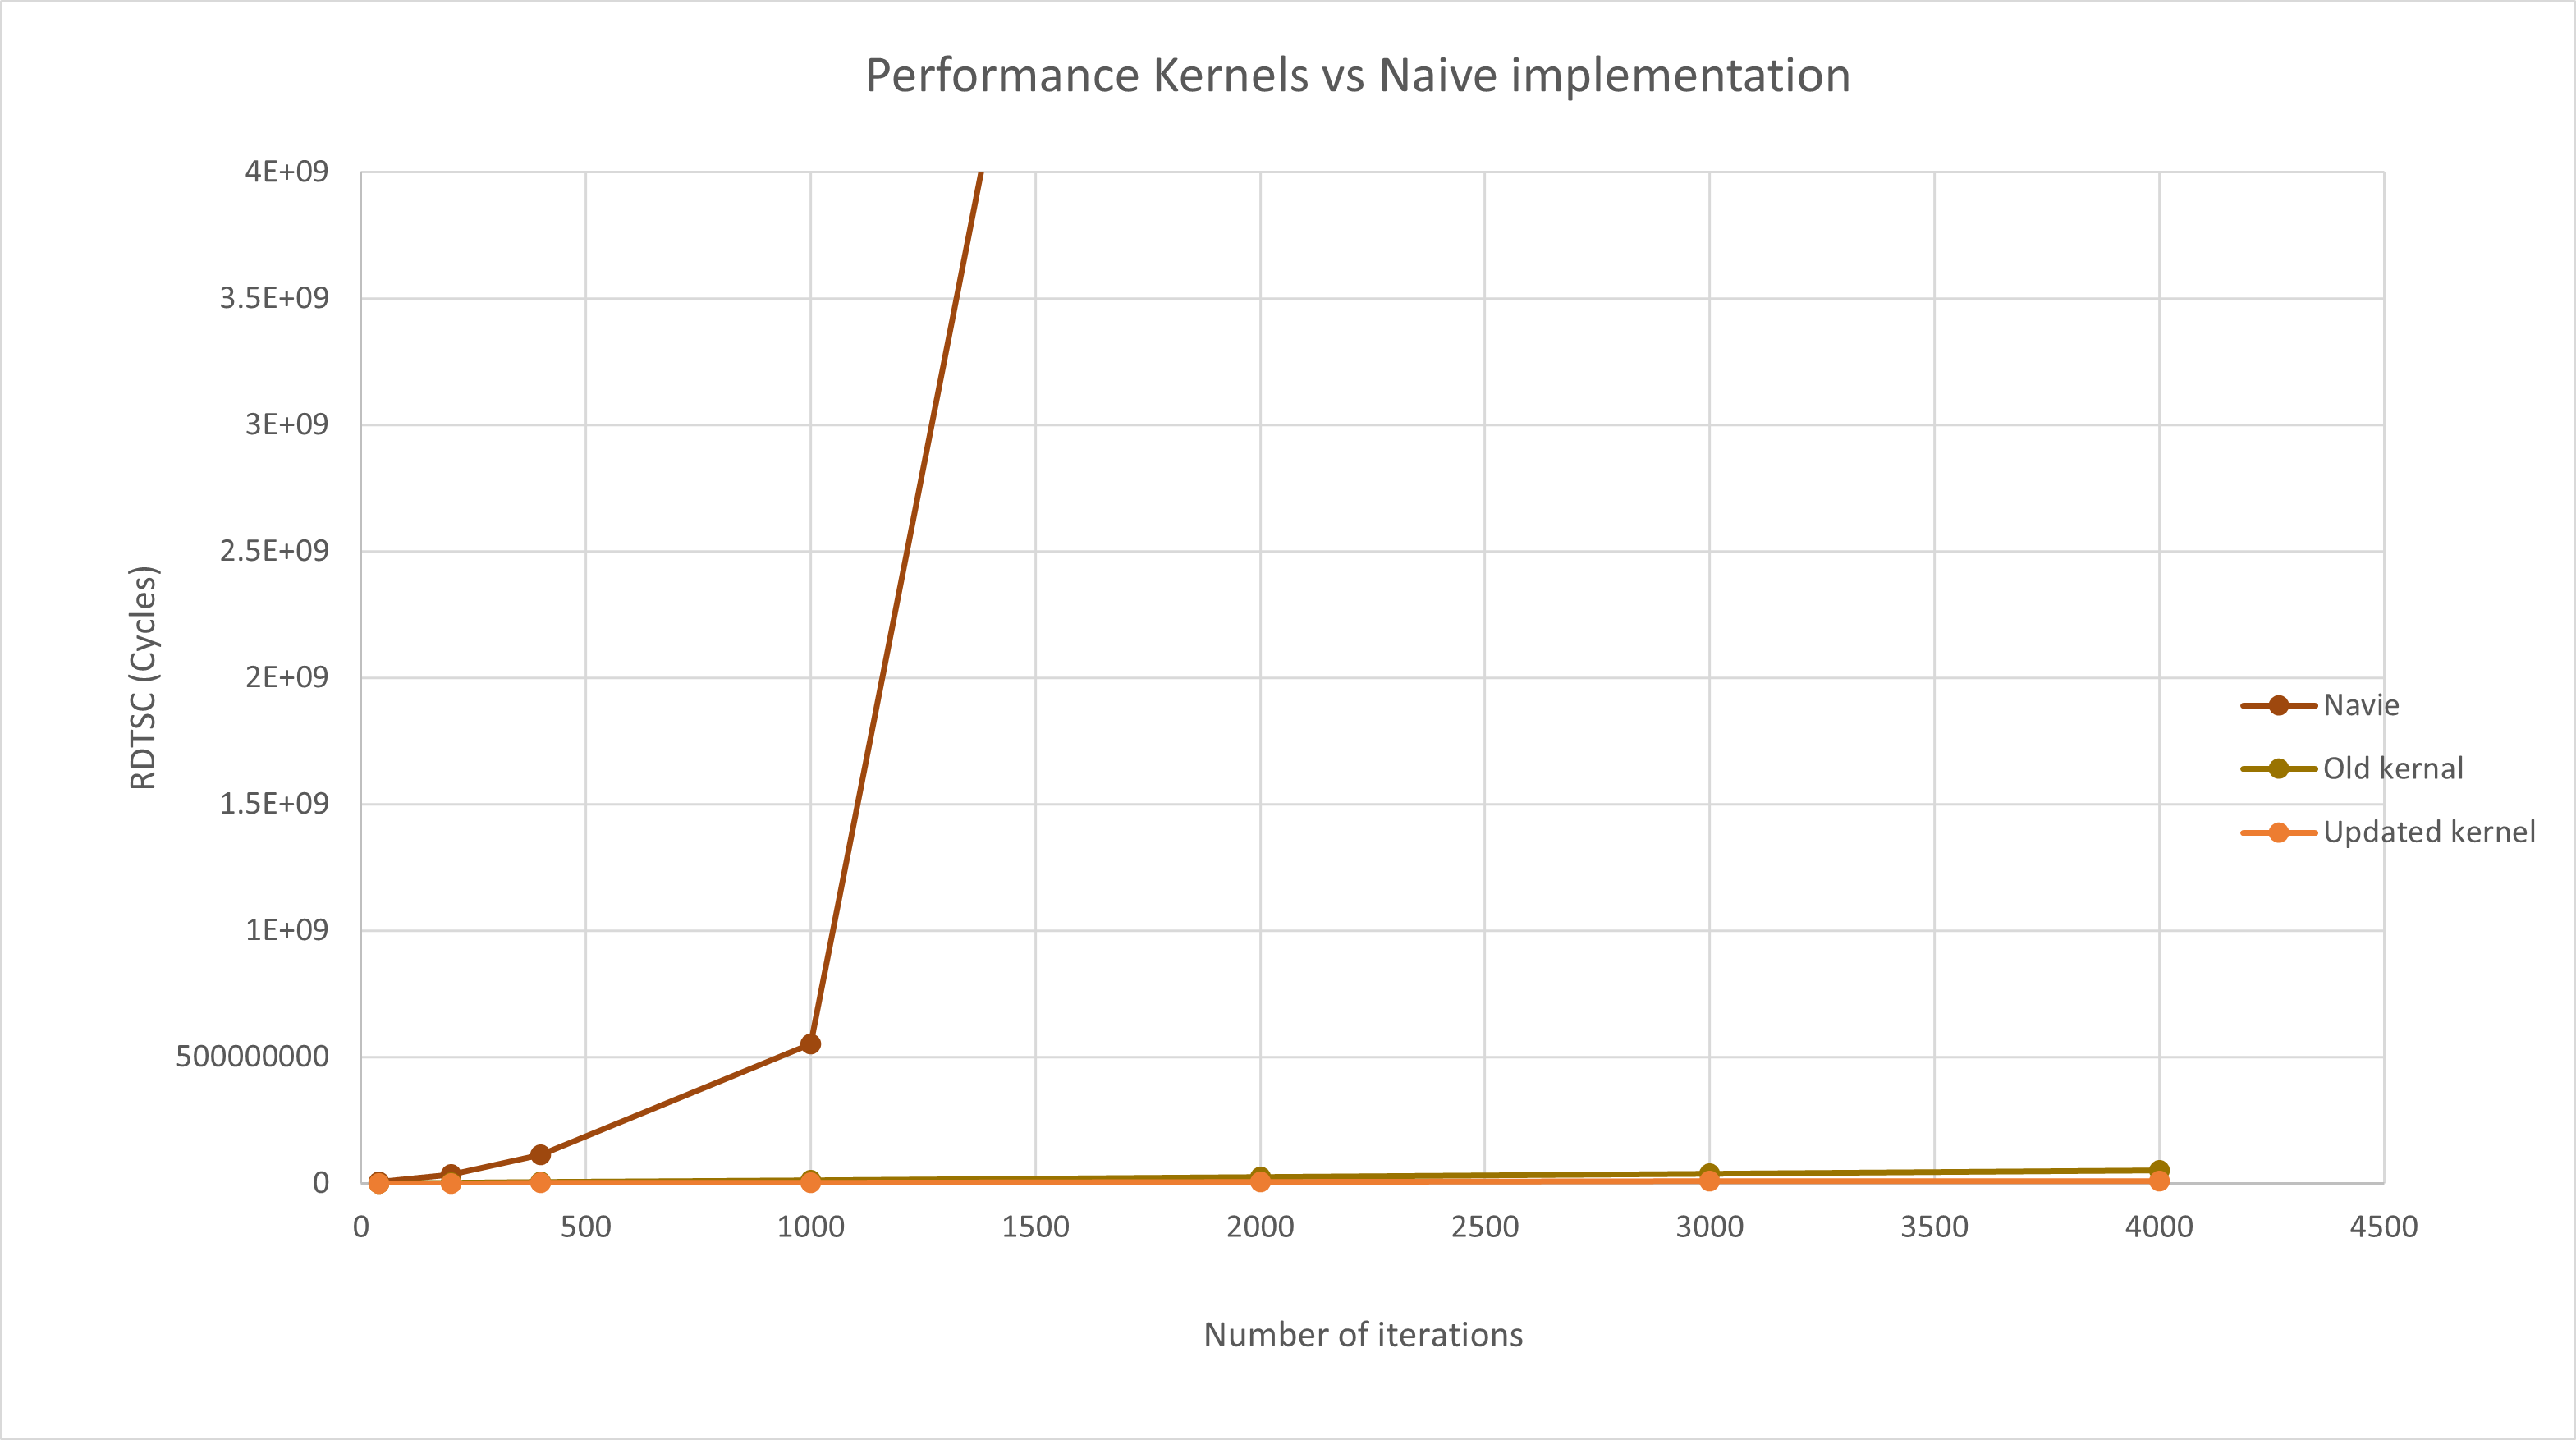 Performance Kernels vs Naive implementation
4E+09
3.5E+09
3E+09
2.5E+09
2E+09
1.5E+09
1E+09
500000000
0
RDTSC (Cycles)
Navie
Old kernal
Updated kernel
0 500 1000 1500 2000 2500 3000 3500 4000 4500
Number of iterations